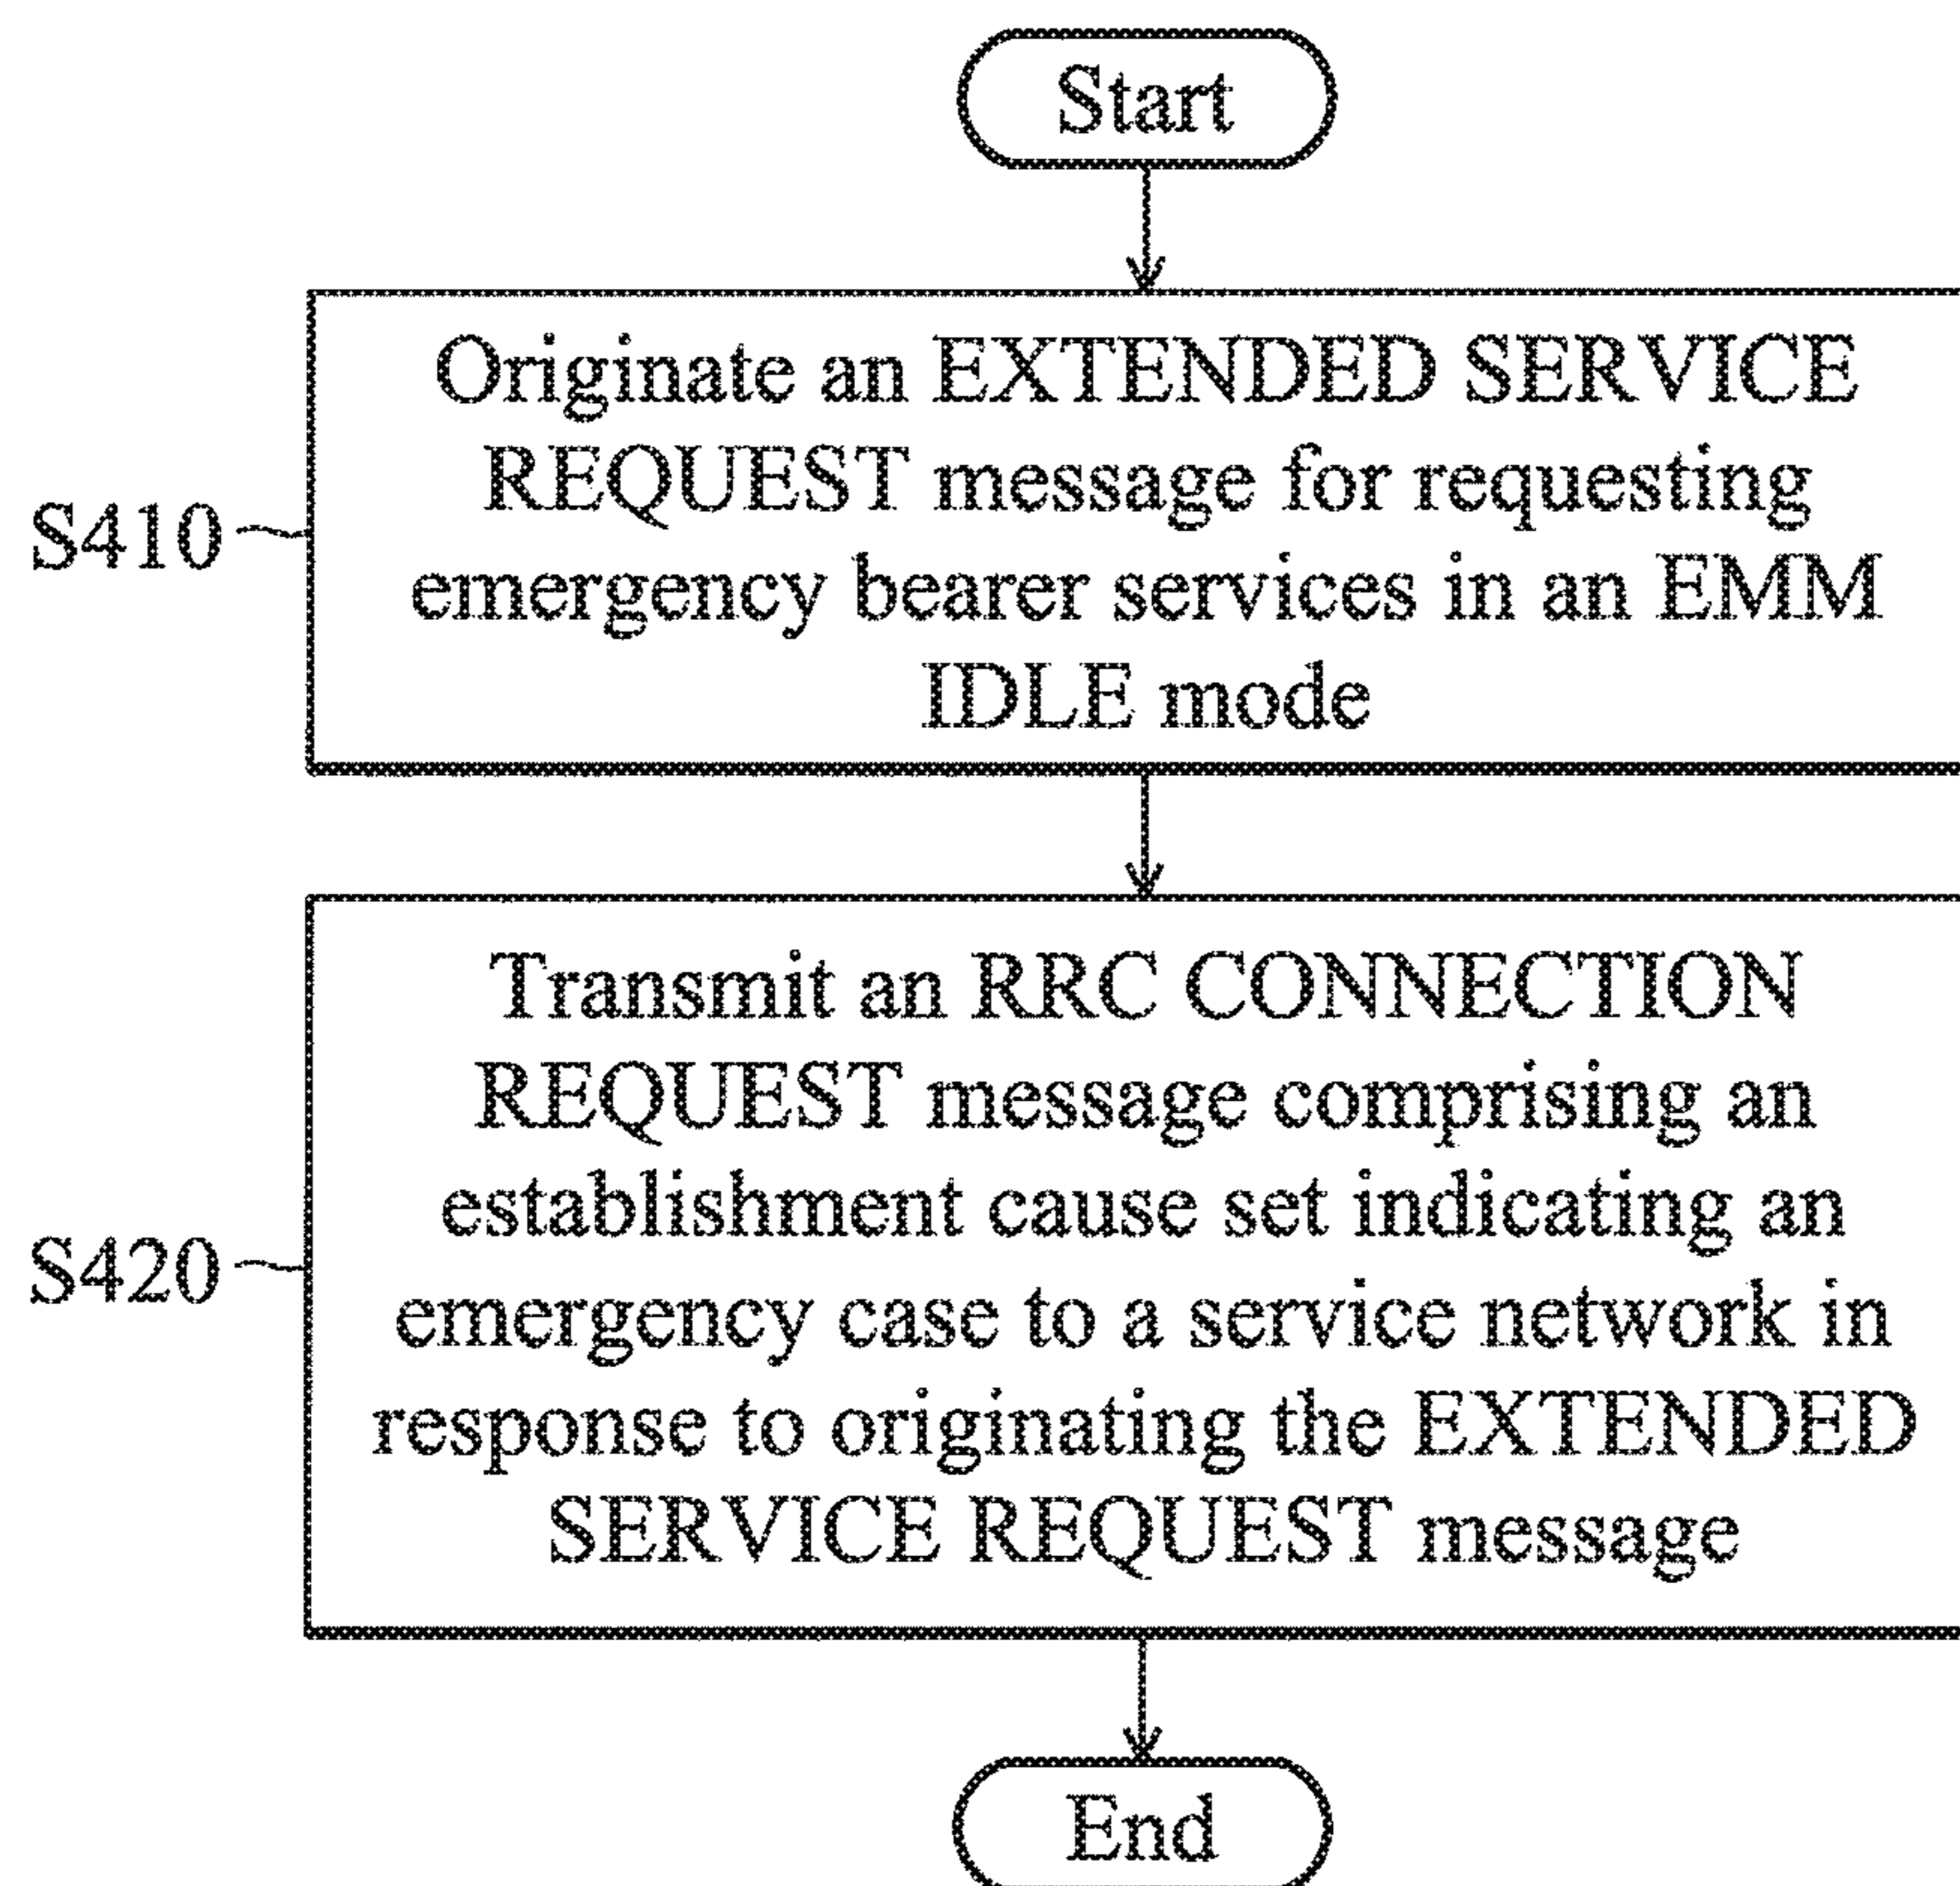 Start
Originate an EXTENDED SERVICE
REQUEST message for requesting
S410
emergency bearer services in an EMM
IDLE mode
Transmit an RRC CONNECTION
REQUEST message comprising an
establishment cause set indicating an
S420
emergency case to a service network in
response to originating the EXTENDED
SERVICE REQUEST message
End